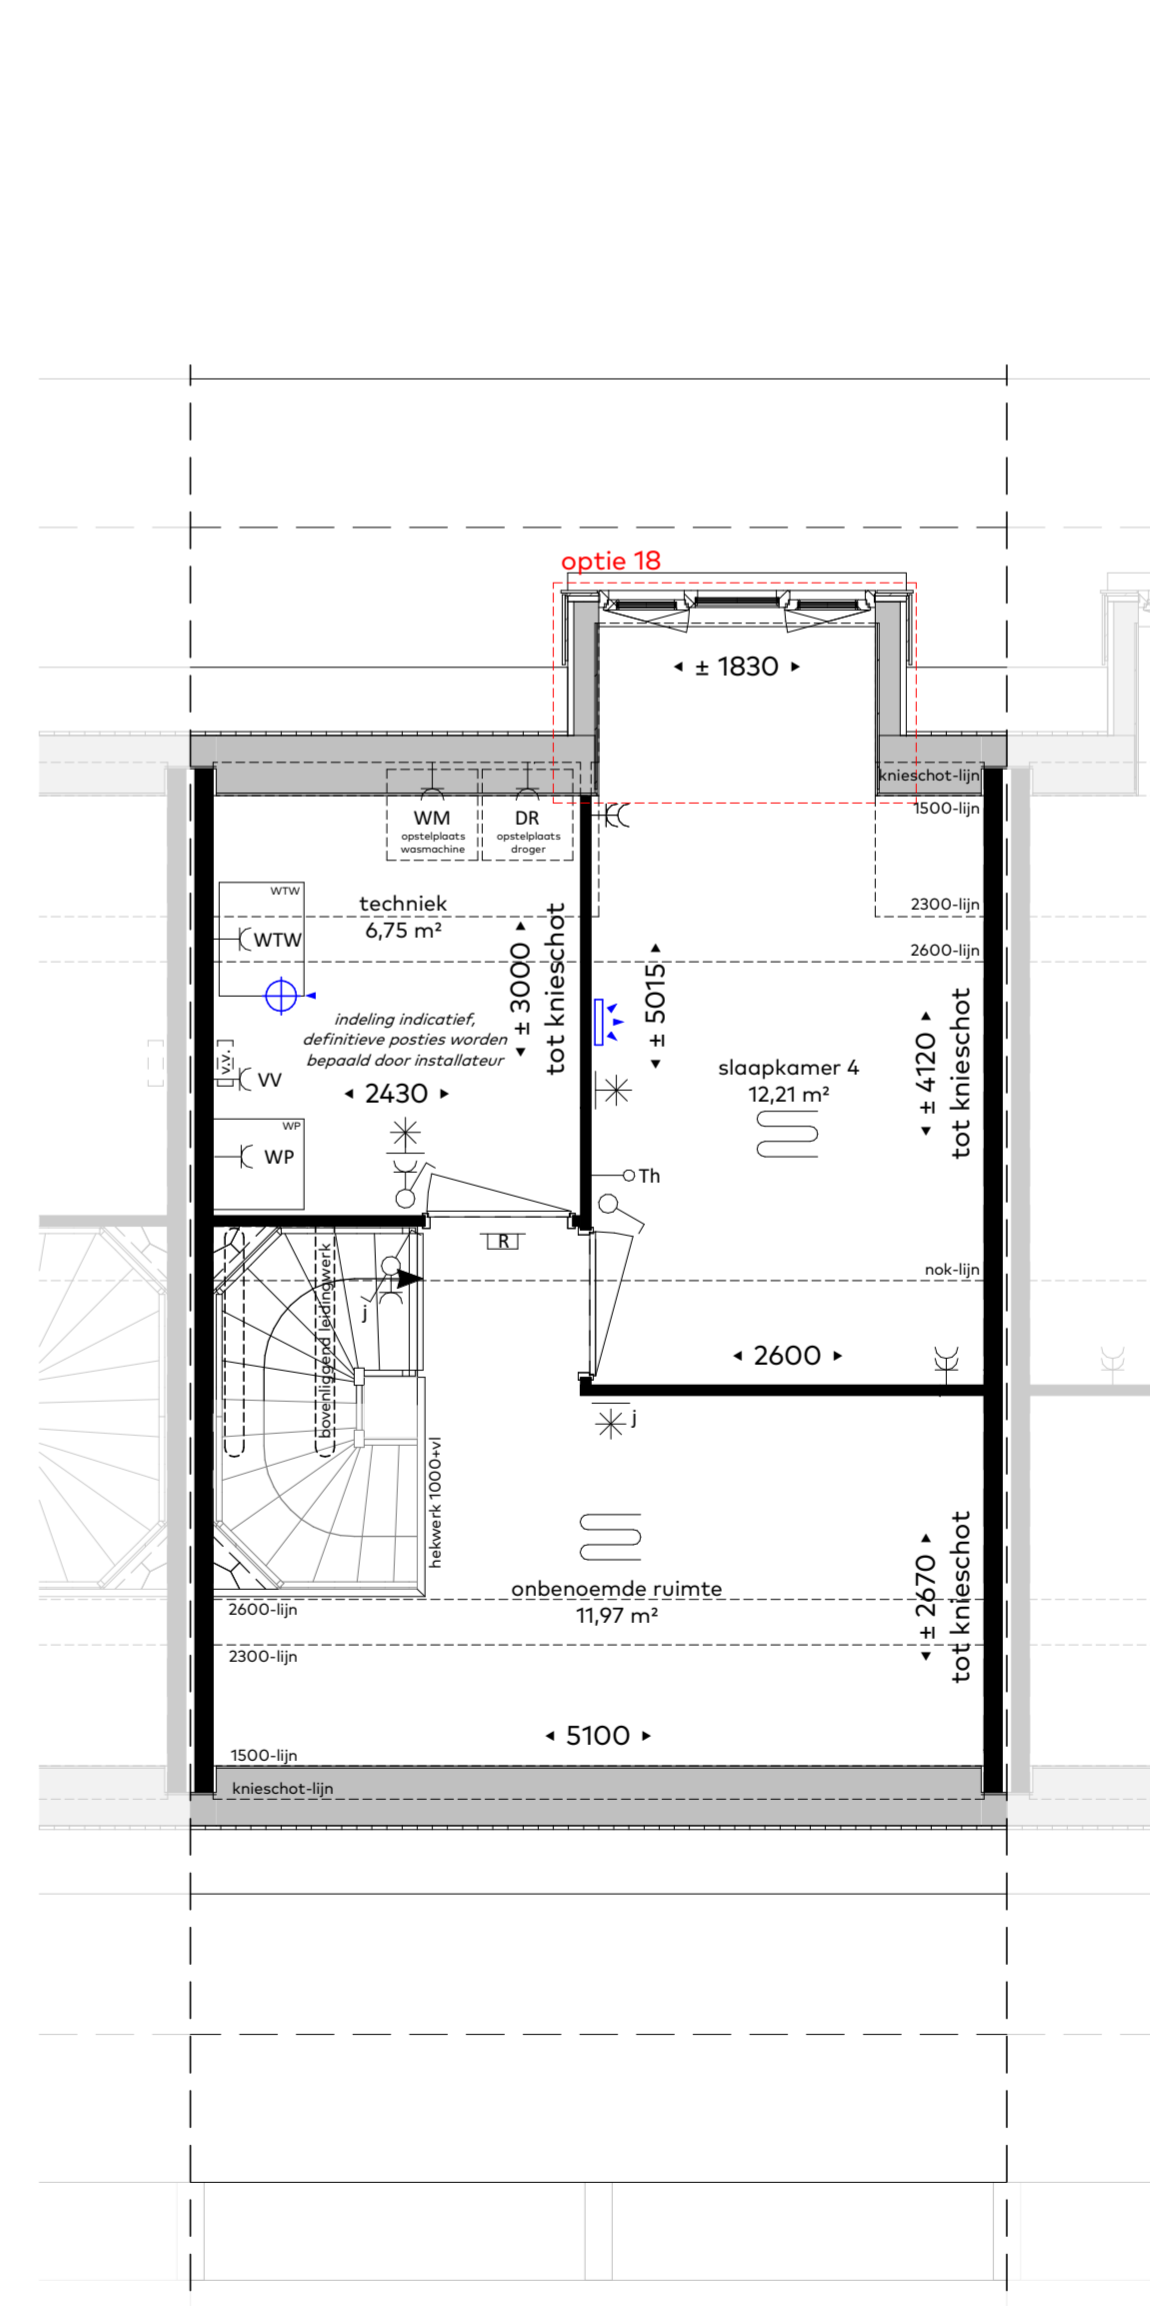 optie 18
± 1830
knieschot-lijn
1500-lijn
WM
opstelplaats
wasmachine
DR
opstelplaats
droger
WTW
WTW
techniek
6,75 m²
2300-lijn
2600-lijn
± 3000
tot knieschot
± 5015
± 4120
tot knieschot
indeling indicatief,
definitieve posties worden
bepaald door installateur
v.v.
VV
2430
slaapkamer 4
12,21 m²
WP
WP
Th
R
nok-lijn
j
bovenliggend leidingwerk
2600
j
hekwerk 1000+vl
onbenoemde ruimte
11,97 m²
± 2670
tot knieschot
2600-lijn
2300-lijn
5100
1500-lijn
knieschot-lijn